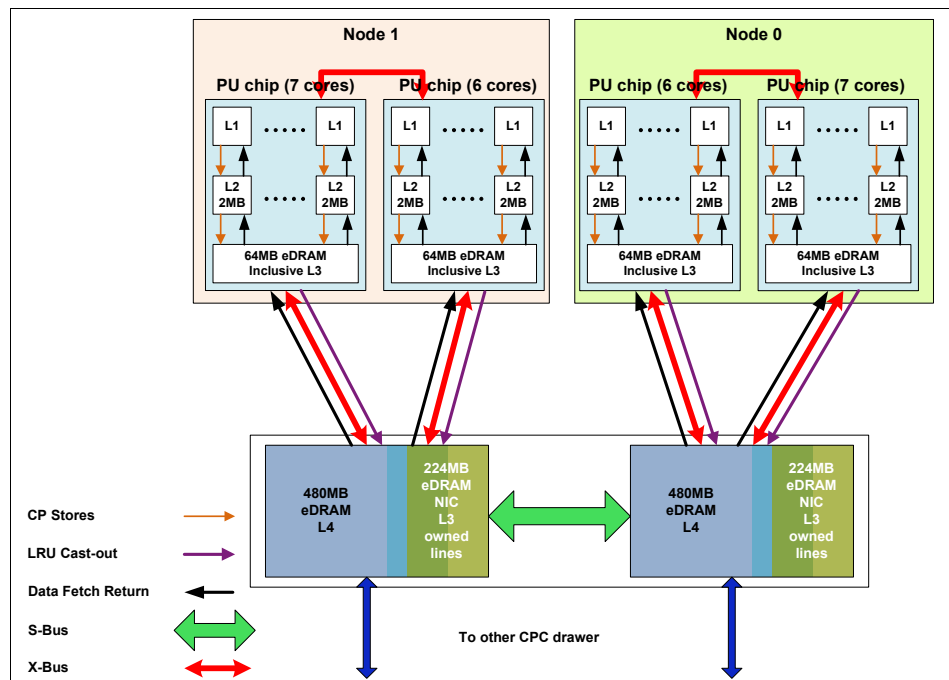 Node 1
Node 0
PU chip (7 cores)
PU chip (6 cores)
PU chip (6 cores)
PU chip (7 cores)
L1
L1
L1
L1
L1
L1
L1
L1
L2
2MB
L2
2MB
L2
2MB
L2
2MB
L2
2MB
L2
2MB
L2
2MB
L2
2MB
64MB eDRAM
Inclusive L3
64MB eDRAM
Inclusive L3
64MB eDRAM
Inclusive L3
64MB eDRAM
Inclusive L3
480MB
eDRAM
L4
224MB
eDRAM
NIC
L3
owned
lines
480MB
eDRAM
L4
224MB
eDRAM
NIC
L3
owned
lines
CP Stores
LRU Cast-out
Data Fetch Return
S-Bus
X-Bus
To other CPC drawer